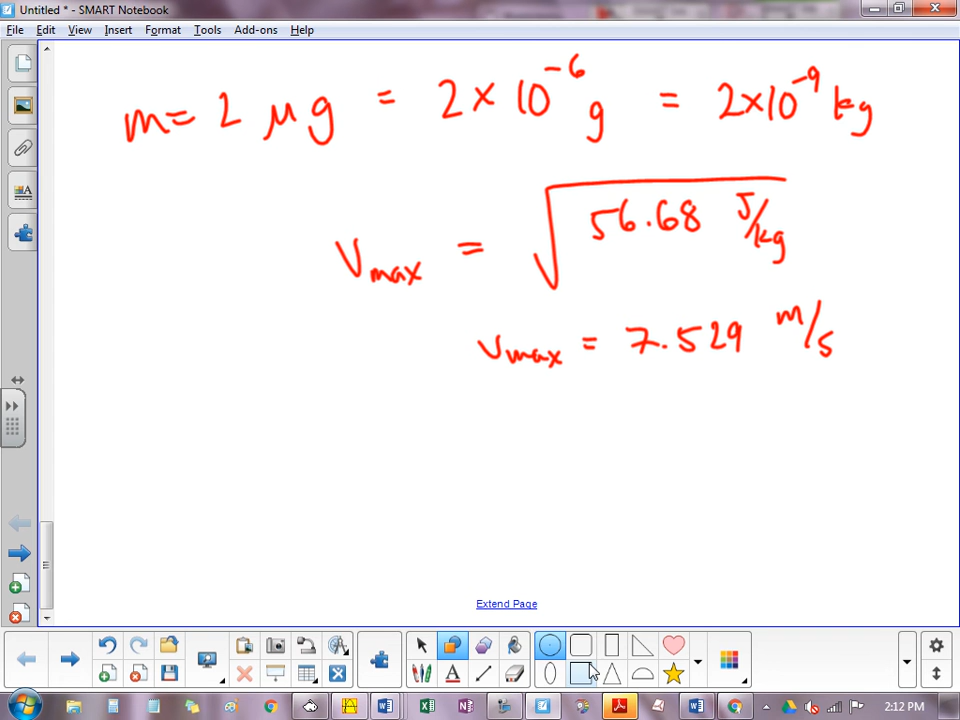 Untitled * - SMART Notebook
File Edit View Insert Format Tools Add-ons Help
m = 2 μg = 2 × 10⁻⁶ g = 2×10⁻⁹ kg
Vmax = √56.68 J/kg
Vmax = 7.529 m/s
Extend Page
2:12 PM